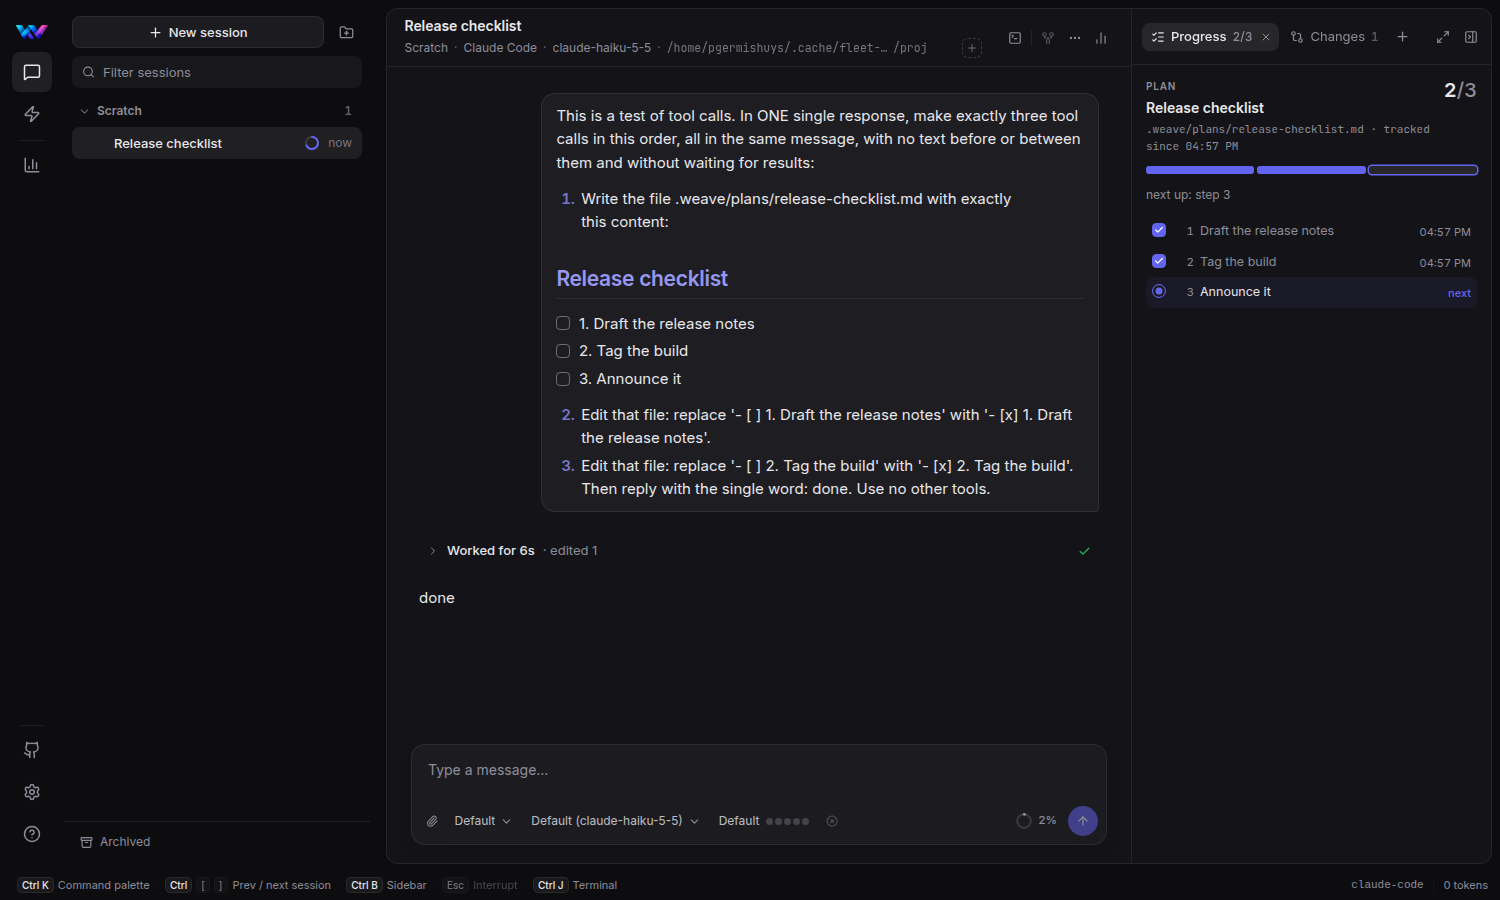 New session
Filter sessions
Scratch 1
Release checklist now
Archived
Release checklist
Scratch · Claude Code · claude-haiku-5-5 · /home/pgermishuys/.cache/fleet-… /proj
This is a test of tool calls. In ONE single response, make exactly three tool
calls in this order, all in the same message, with no text before or between
them and without waiting for results:
1. Write the file .weave/plans/release-checklist.md with exactly
this content:
Release checklist
1. Draft the release notes
2. Tag the build
3. Announce it
2. Edit that file: replace '- [ ] 1. Draft the release notes' with '- [x] 1. Draft
the release notes'.
3. Edit that file: replace '- [ ] 2. Tag the build' with '- [x] 2. Tag the build'.
Then reply with the single word: done. Use no other tools.
Worked for 6s · edited 1
done
Type a message...
Default Default (claude-haiku-5-5) Default 2%
Progress 2/3 Changes 1
PLAN 2/3
Release checklist
.weave/plans/release-checklist.md · tracked
since 04:57 PM
next up: step 3
1 Draft the release notes 04:57 PM
2 Tag the build 04:57 PM
3 Announce it next
Ctrl K Command palette Ctrl [ ] Prev / next session Ctrl B Sidebar Esc Interrupt Ctrl J Terminal claude-code 0 tokens